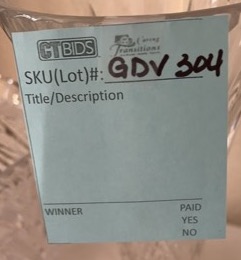 CTBIDS Caring Transitions
SKU(Lot)#: GDV 304
Title/Description
WINNER PAID
YES
NO